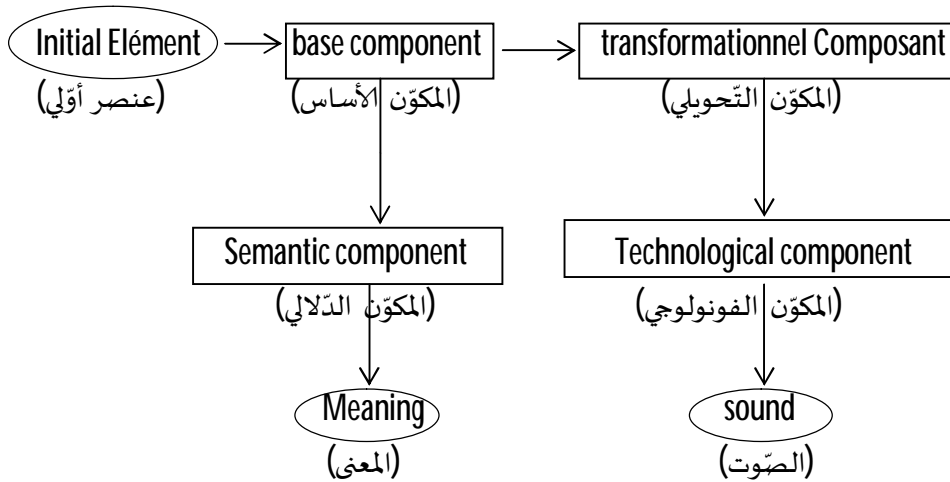 Initial Elément
base component
transformationnel Composant
(عنصر أوّلي)
(المكوّن الأساس)
(المكوّن التّحويلي)
Semantic component
Technological component
(المكوّن الدّلالي)
(المكوّن الفونولوجي)
Meaning
sound
(المعنى)
(الصّوت)